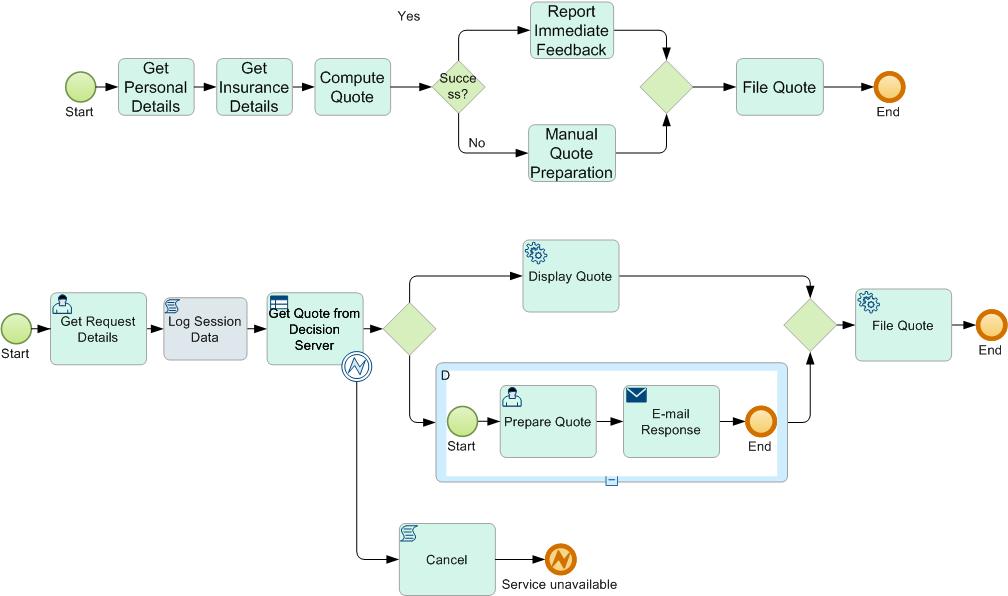 Yes
Report
Immediate
Feedback
Get
Personal
Details
Get
Insurance
Details
Compute
Quote
Succe
ss?
File Quote
Start
End
No
Manual
Quote
Preparation
Display Quote
Get Request
Details
Log Session
Data
Get Quote from
Decision
Server
File Quote
Start
End
D
Prepare Quote
E-mail
Response
Start
End
Cancel
Service unavailable